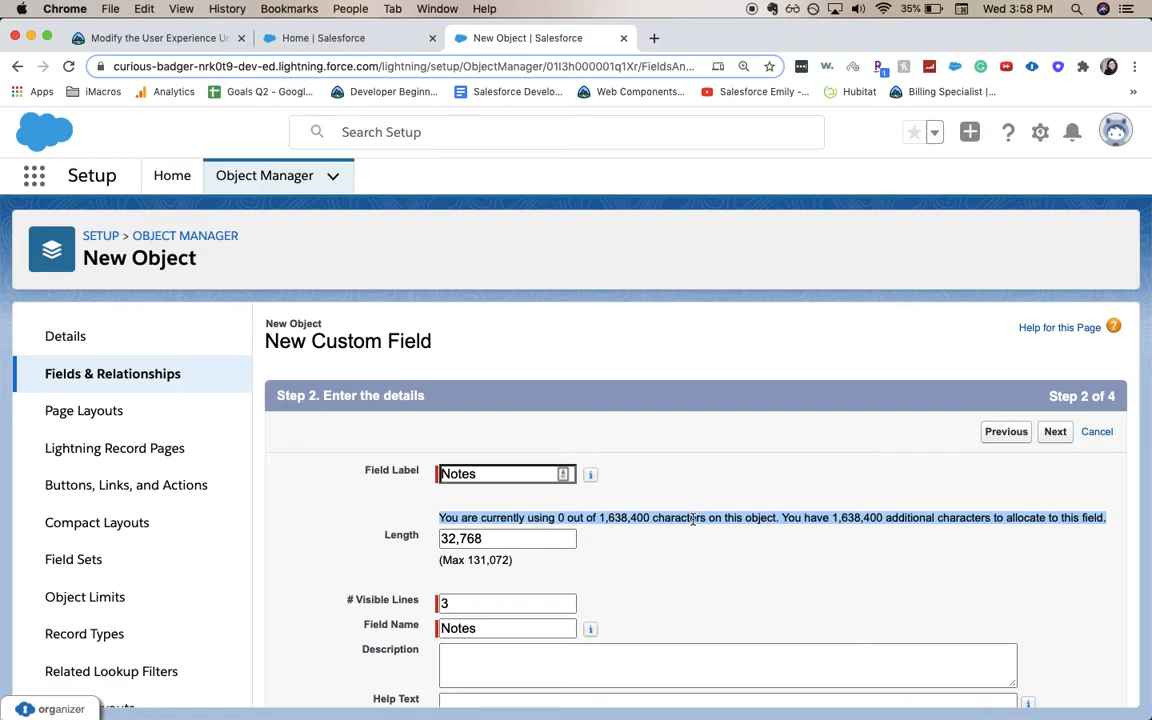 Chrome File Edit View History Bookmarks People Tab Window Help 35% Wed 3:58 PM
Modify the User Experience Ur Home | Salesforce New Object | Salesforce
curious-badger-nrk0t9-dev-ed.lightning.force.com/lightning/setup/ObjectManager/01I3h000001q1Xr/FieldsAn...
Apps iMacros Analytics Goals Q2 - Googl... Developer Beginn... Salesforce Develo... Web Components... Salesforce Emily -... Hubitat Billing Specialist |... »
Search Setup
Setup Home Object Manager
SETUP > OBJECT MANAGER
New Object
Details
Fields & Relationships
Page Layouts
Lightning Record Pages
Buttons, Links, and Actions
Compact Layouts
Field Sets
Object Limits
Record Types
Related Lookup Filters
organizer
New Object
New Custom Field
Help for this Page
Step 2. Enter the details Step 2 of 4
Previous Next Cancel
Field Label Notes
You are currently using 0 out of 1,638,400 characters on this object. You have 1,638,400 additional characters to allocate to this field.
Length 32,768
(Max 131,072)
# Visible Lines 3
Field Name Notes
Description
Help Text